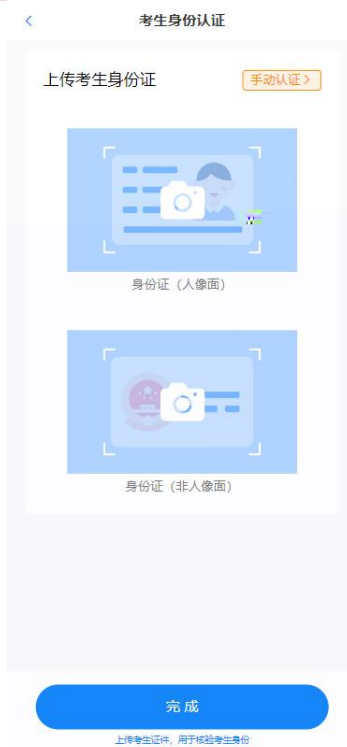 考生身份认证
上传考生身份证
手动认证>
身份证（人像面）
身份证（非人像面）
完成
上传考生证件，用于核验考生身份